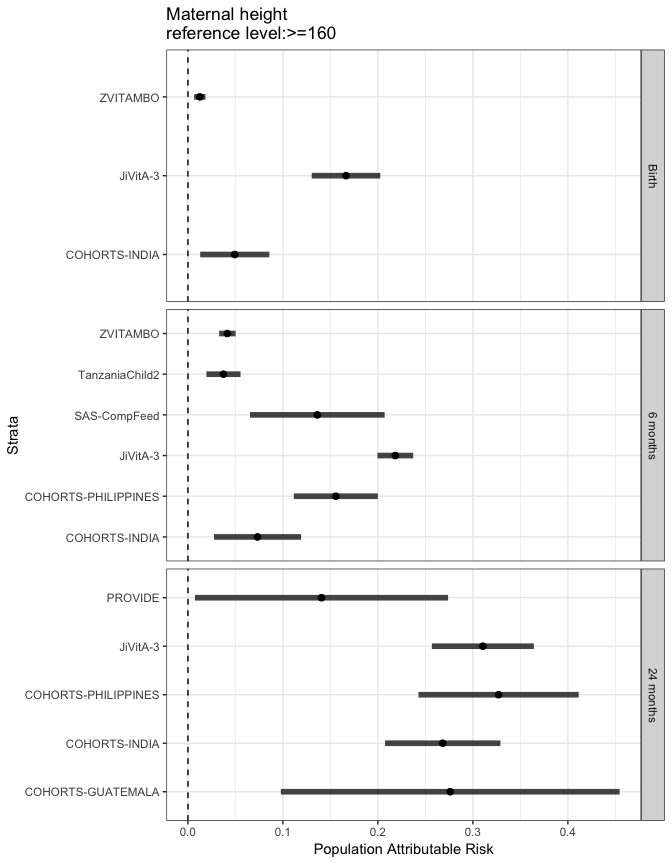 Maternal height
reference level:>=160
ZVITAMBO
JiVitA-3
COHORTS-INDIA
Birth
ZVITAMBO
TanzaniaChild2
SAS-CompFeed
JiVitA-3
COHORTS-PHILIPPINES
COHORTS-INDIA
6 months
PROVIDE
JiVitA-3
COHORTS-PHILIPPINES
COHORTS-INDIA
COHORTS-GUATEMALA
24 months
Strata
0.0 0.1 0.2 0.3 0.4
Population Attributable Risk